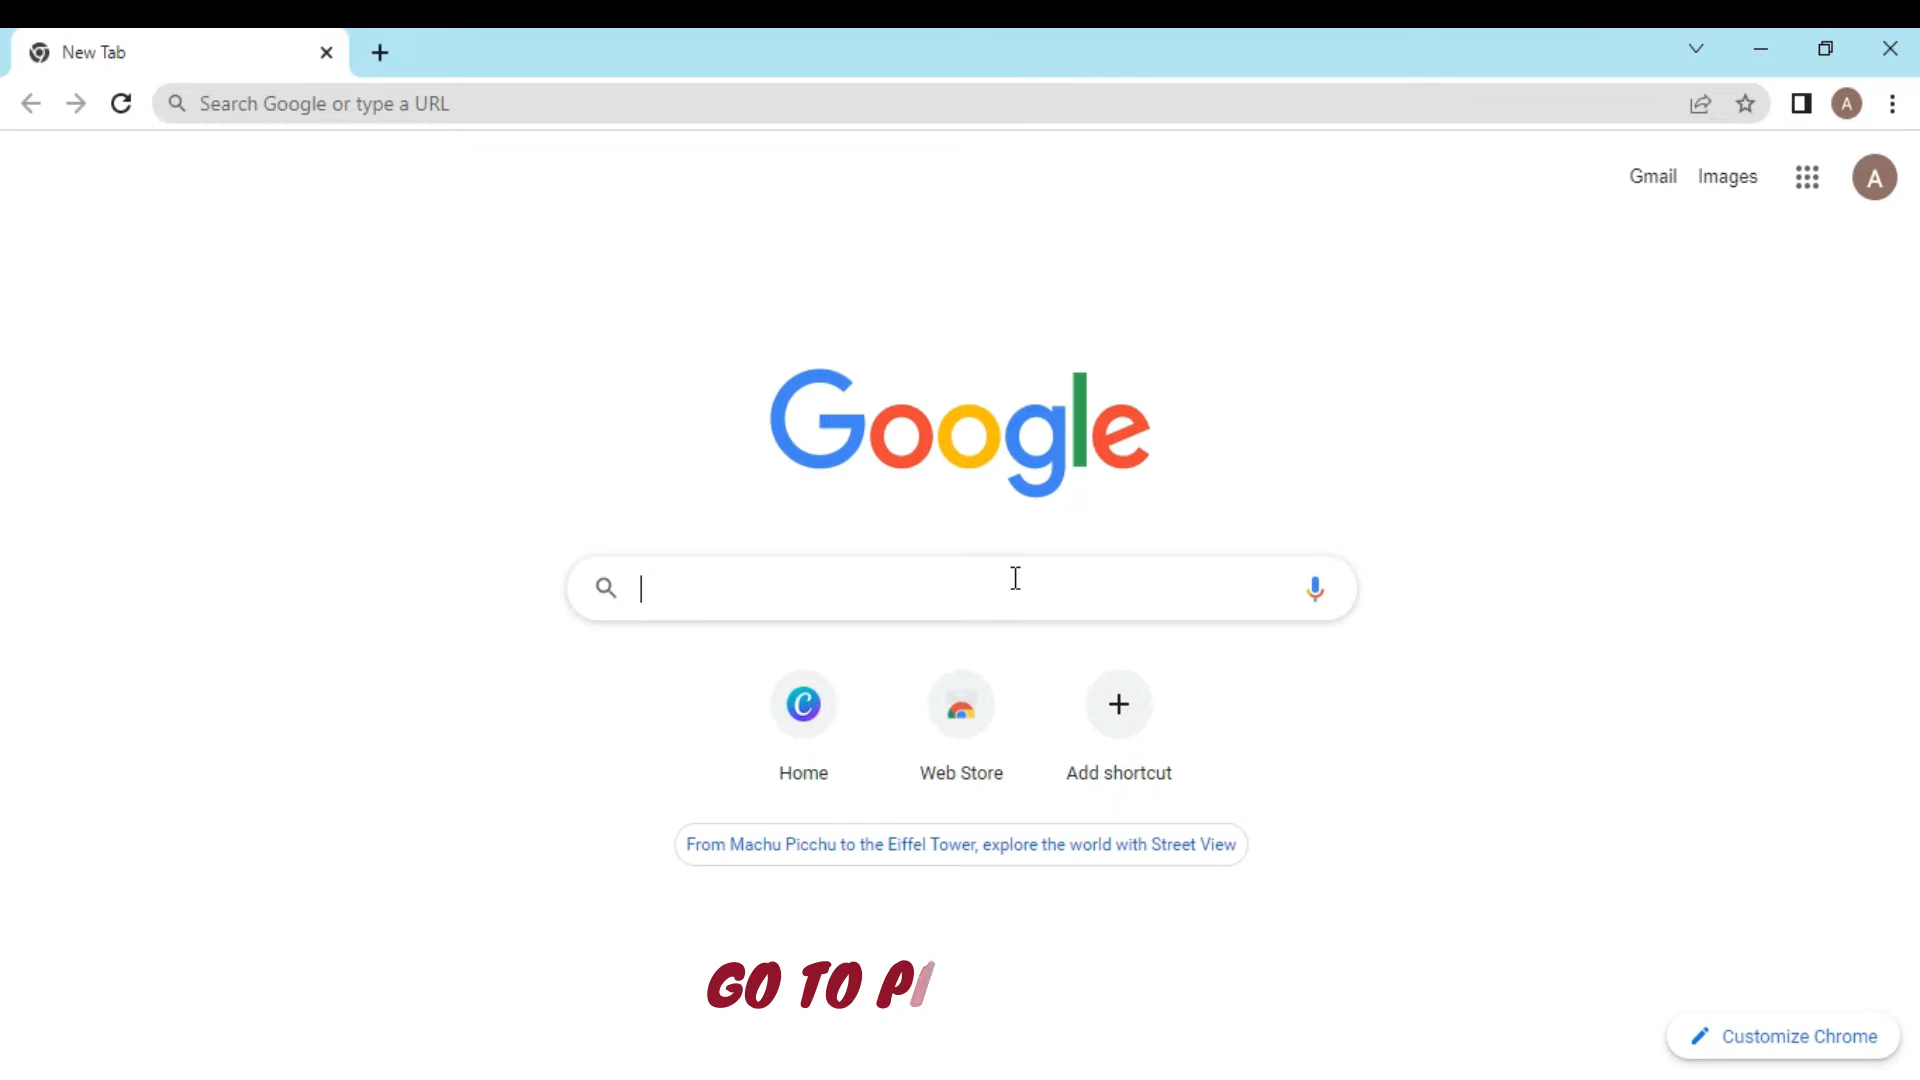 New Tab
Search Google or type a URL
A
Gmail Images
A
Google
Home Web Store Add shortcut
From Machu Picchu to the Eiffel Tower, explore the world with Street View
GO TO PI
Customize Chrome